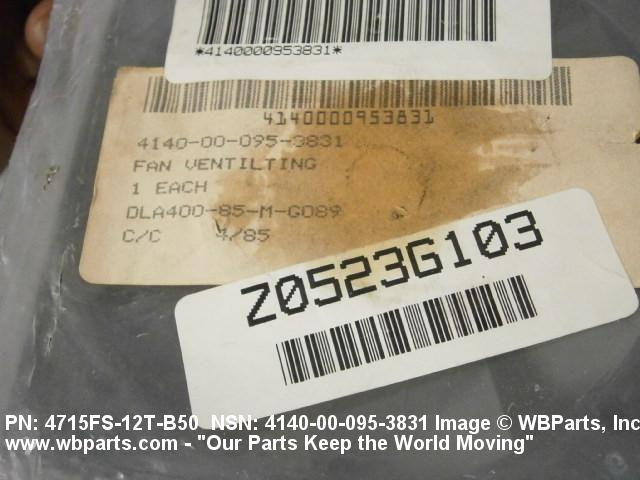 *4140000953831*
4140000953831
4140-00-095-3831
FAN VENTILTING
1 EACH
DLA400-85-M-G089
C/C 4/85
Z0523G103
PN: 4715FS-12T-B50 NSN: 4140-00-095-3831 Image © WBParts, Inc
www.wbparts.com - "Our Parts Keep the World Moving"